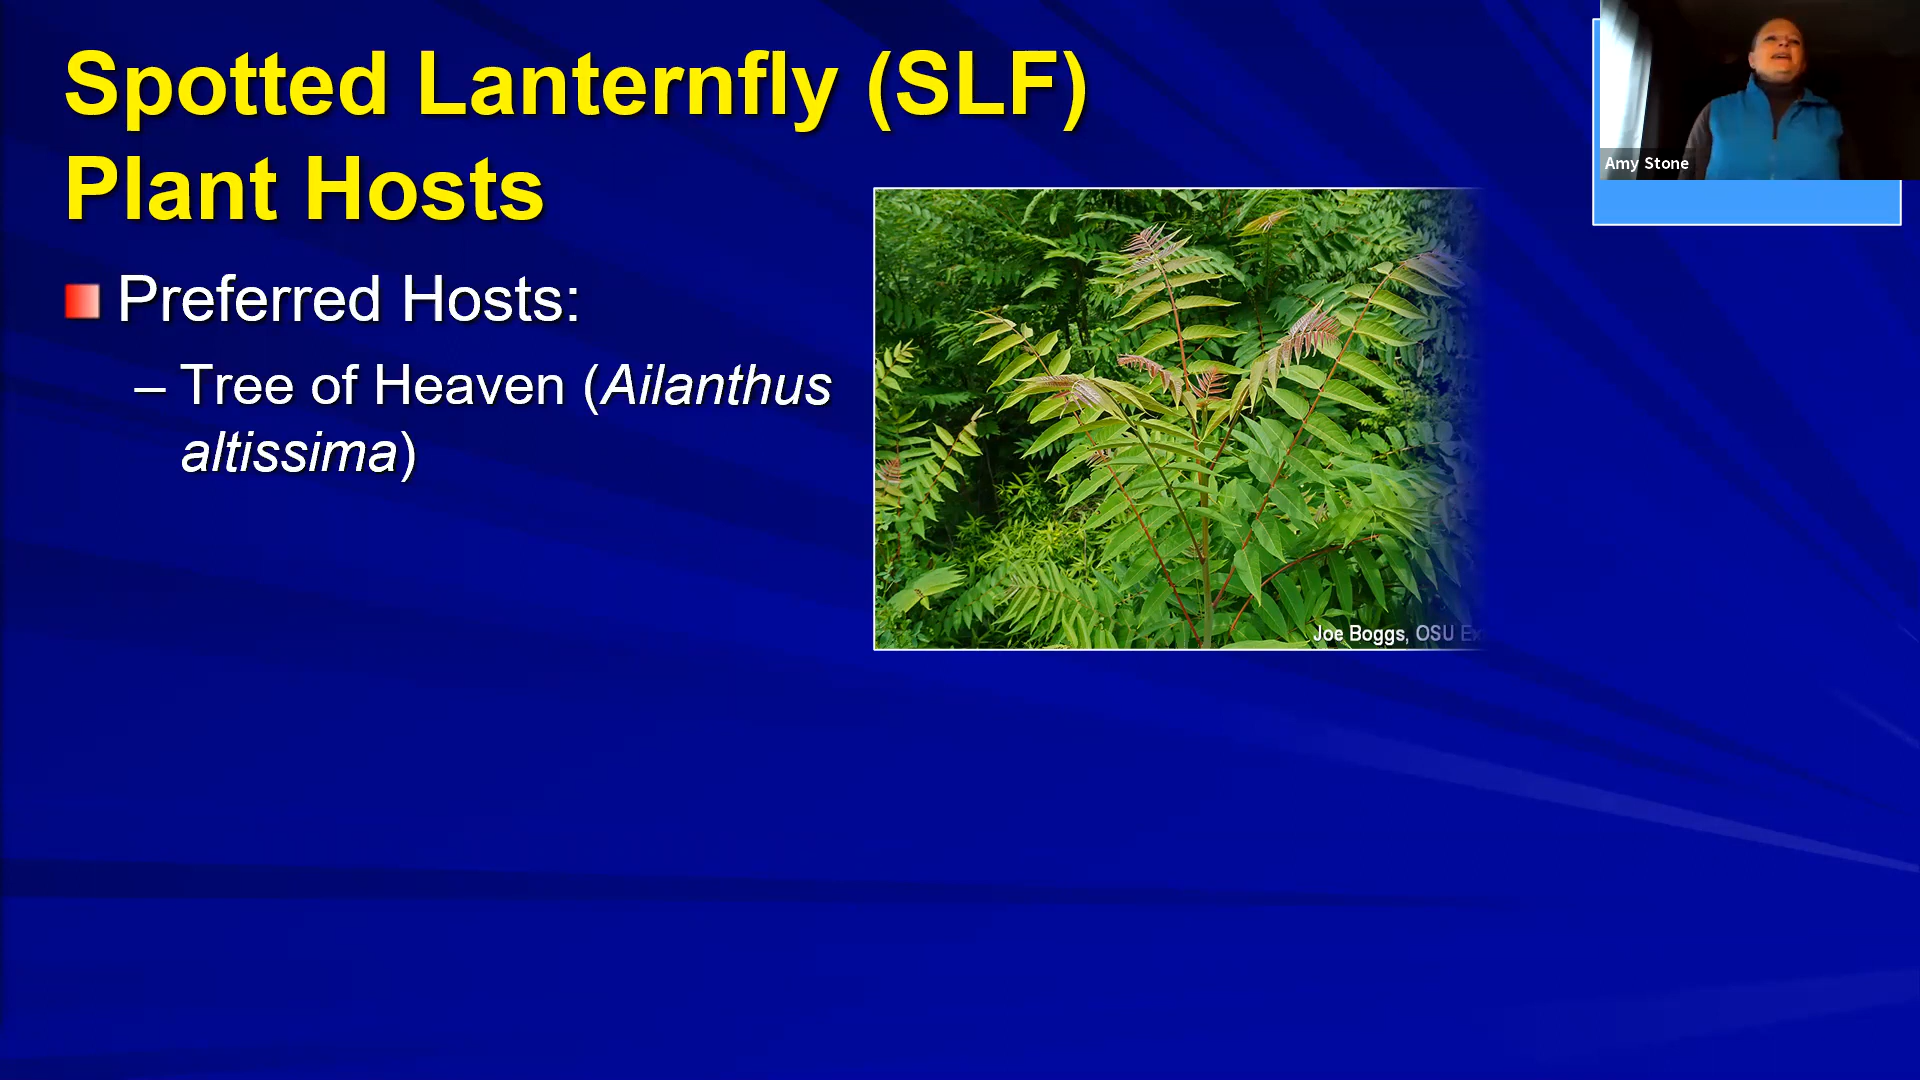 Spotted Lanternfly (SLF)
Plant Hosts
Preferred Hosts:
– Tree of Heaven (Ailanthus
altissima)
Joe Boggs, OSU
Amy Stone